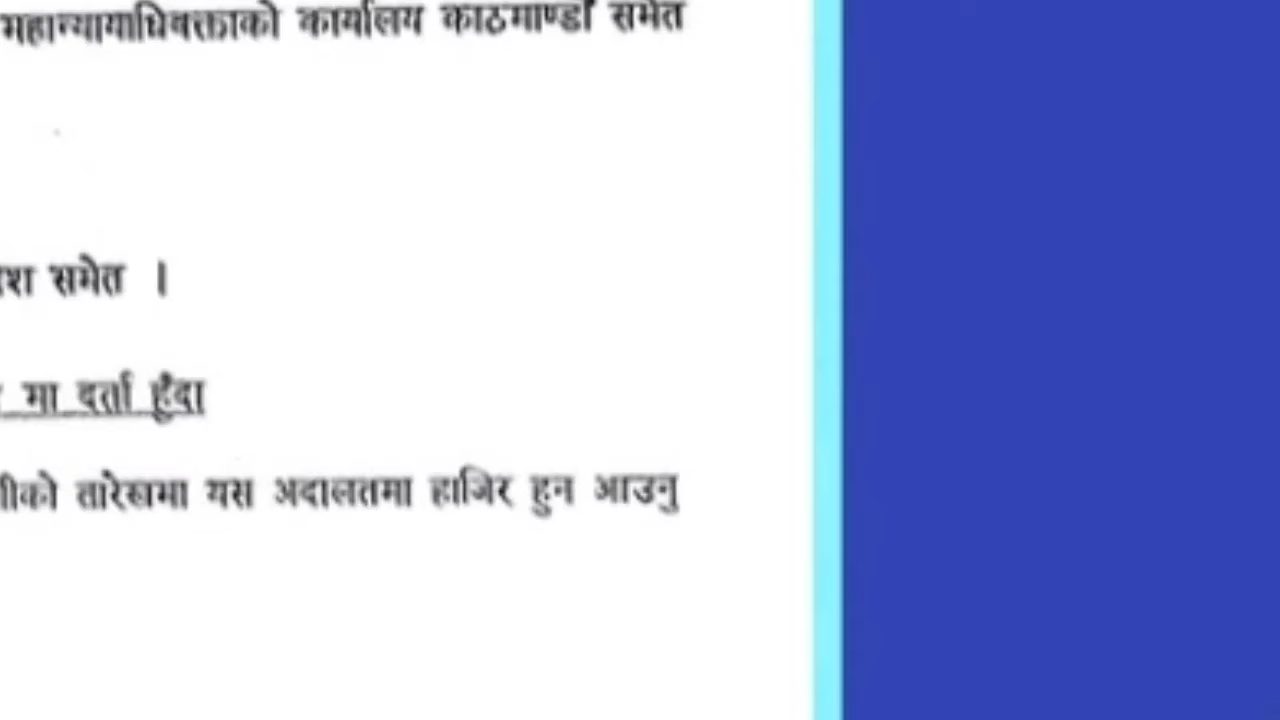 महान्यायाधिवक्ताको कार्यालय काठमाण्डौं समेत
समेत ।
मा दर्ता हुँदा
तारेखमा यस अदालतमा हाजिर हुन आउनु